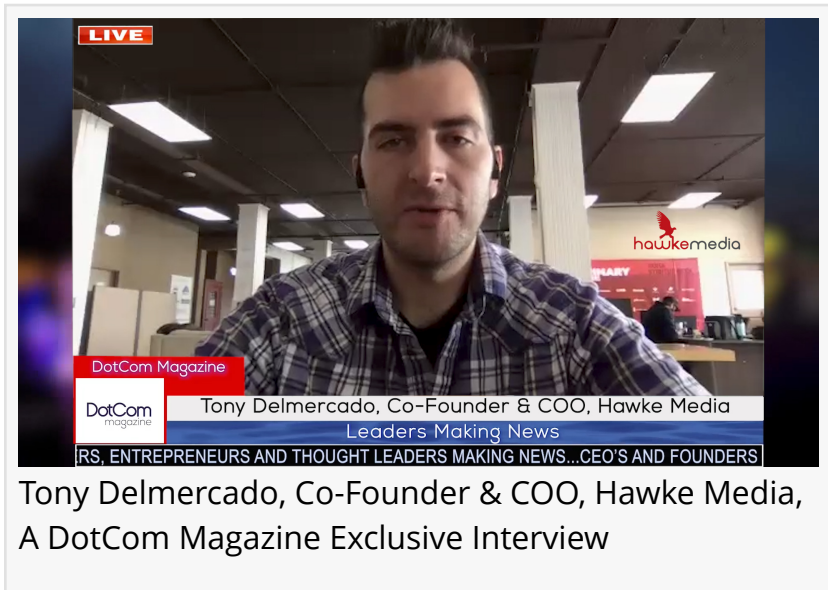 LIVE
hawkemedia
INARY
DotCom Magazine
DotCom
magazine
Tony Delmercado, Co-Founder & COO, Hawke Media
Leaders Making News
RS, ENTREPRENEURS AND THOUGHT LEADERS MAKING NEWS...CEO'S AND FOUNDERS
Tony Delmercado, Co-Founder & COO, Hawke Media,
A DotCom Magazine Exclusive Interview